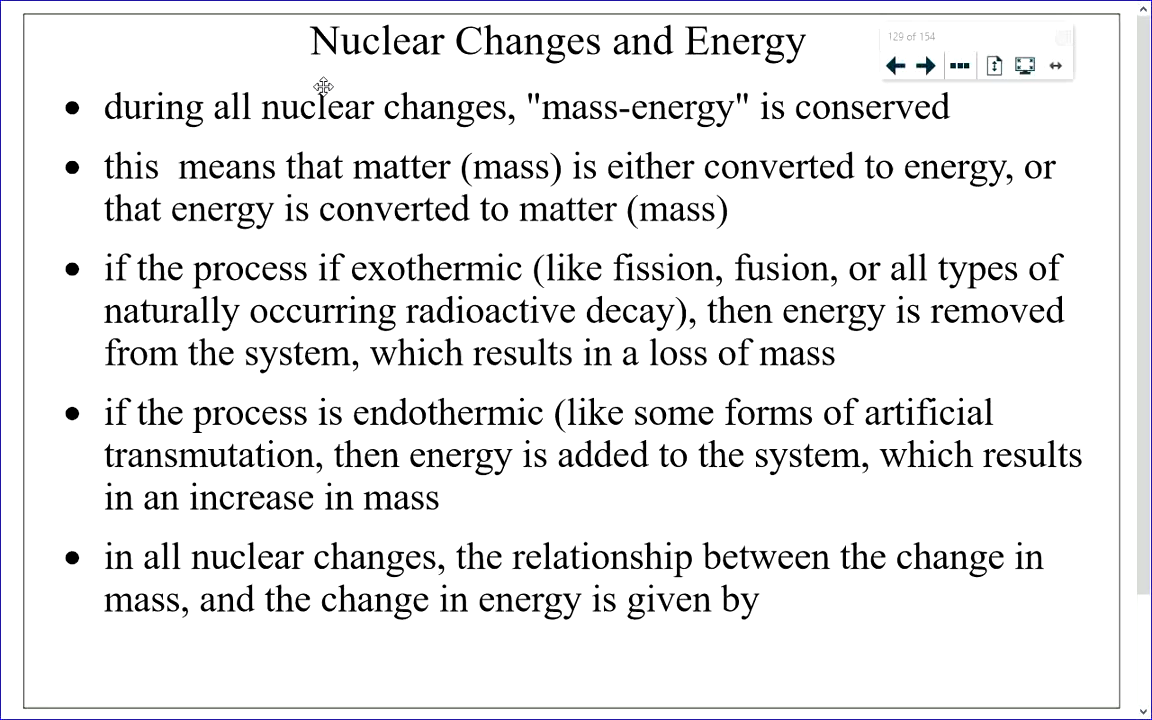 Nuclear Changes and Energy
129 of 154
• during all nuclear changes, "mass-energy" is conserved
• this  means that matter (mass) is either converted to energy, or
that energy is converted to matter (mass)
• if the process if exothermic (like fission, fusion, or all types of
naturally occurring radioactive decay), then energy is removed
from the system, which results in a loss of mass
• if the process is endothermic (like some forms of artificial
transmutation, then energy is added to the system, which results
in an increase in mass
• in all nuclear changes, the relationship between the change in
mass, and the change in energy is given by